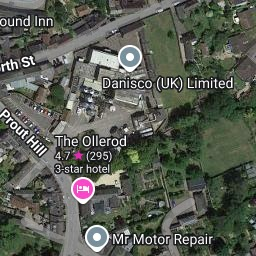 ound Inn
rth St
Danisco (UK) Limited
Prout Hill
The Ollerod
4.7 ★ (295)
3-star hotel
Mr Motor Repair